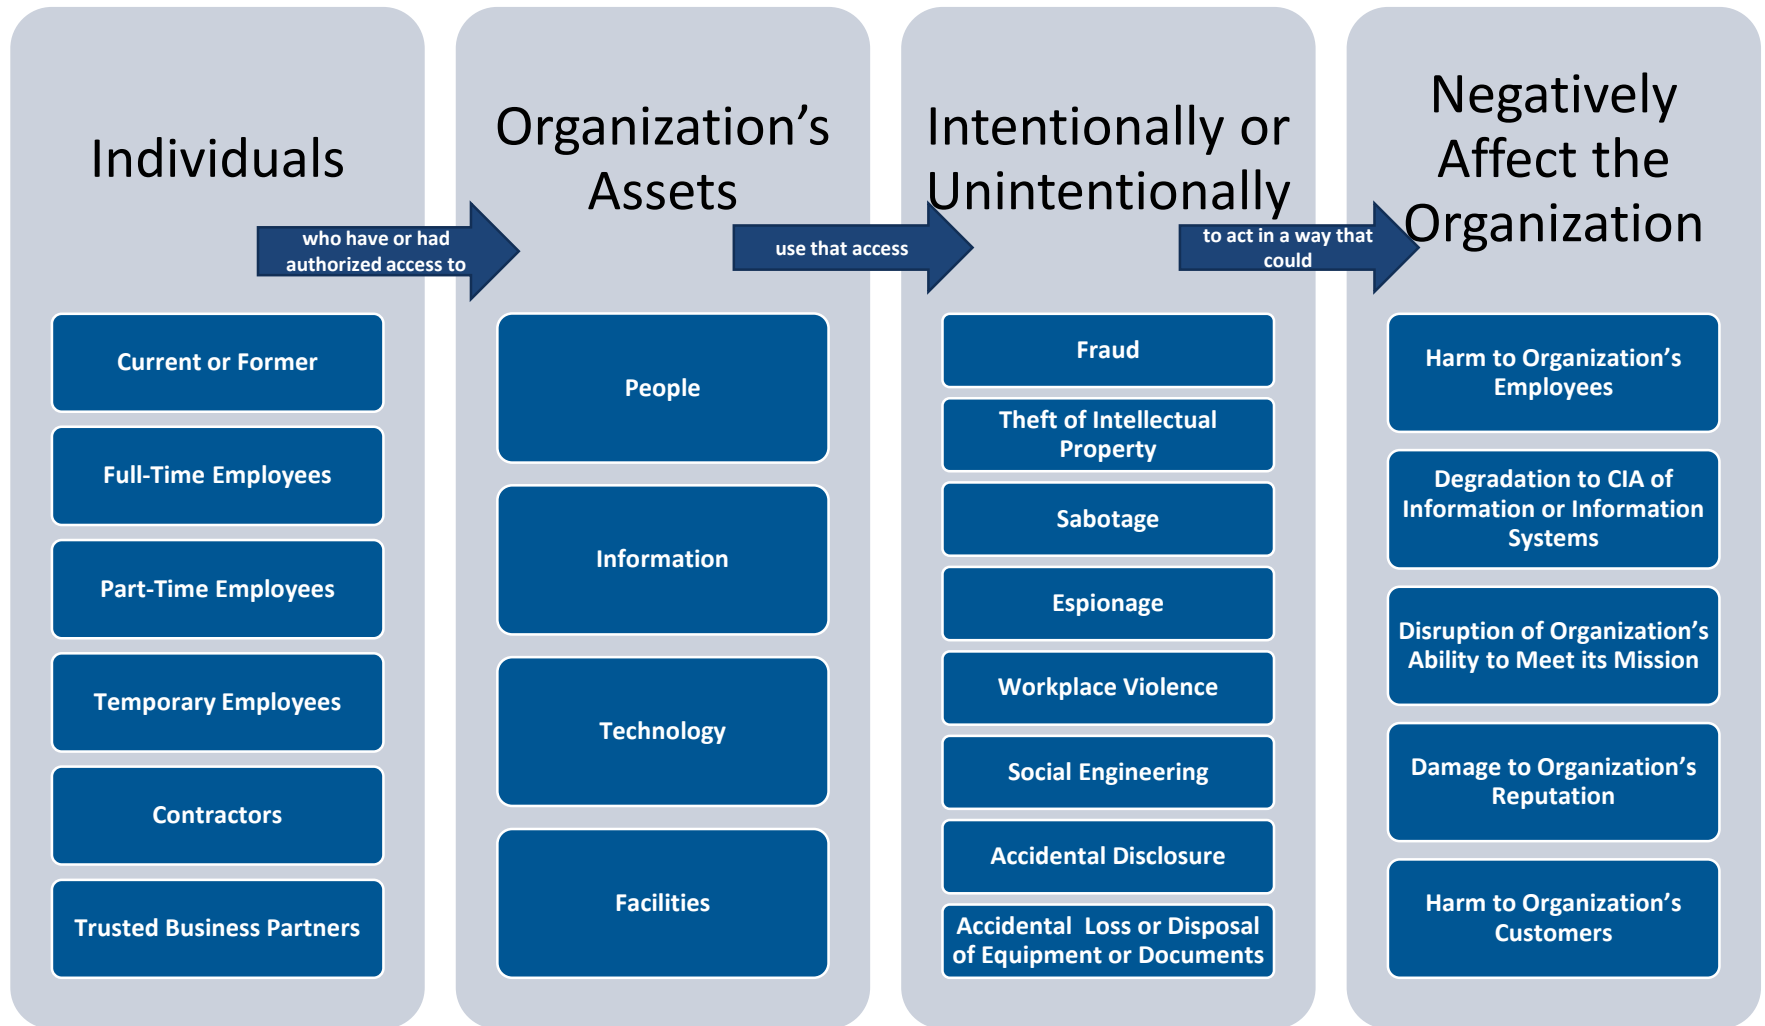 Individuals
who have or had
authorized access to
Current or Former
Full-Time Employees
Part-Time Employees
Temporary Employees
Contractors
Trusted Business Partners
Organization’s
Assets
use that access
People
Information
Technology
Facilities
Intentionally or
Unintentionally
to act in a way that
could
Fraud
Theft of Intellectual
Property
Sabotage
Espionage
Workplace Violence
Social Engineering
Accidental Disclosure
Accidental Loss or Disposal
of Equipment or Documents
Negatively
Affect the
Organization
Harm to Organization’s
Employees
Degradation to CIA of
Information or Information
Systems
Disruption of Organization’s
Ability to Meet its Mission
Damage to Organization’s
Reputation
Harm to Organization’s
Customers